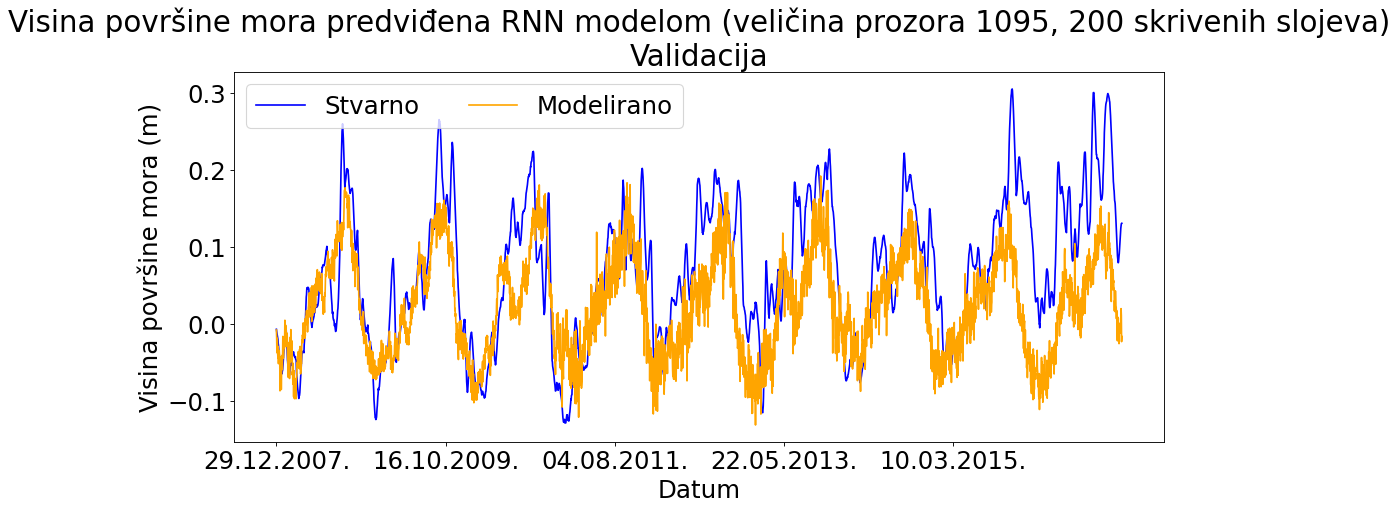 Visina površine mora predviđena RNN modelom (veličina prozora 1095, 200 skrivenih slojeva)
Validacija
Stvarno Modelirano
Visina površine mora (m)
0.3
0.2
0.1
0.0
−0.1
29.12.2007. 16.10.2009. 04.08.2011. 22.05.2013. 10.03.2015.
Datum